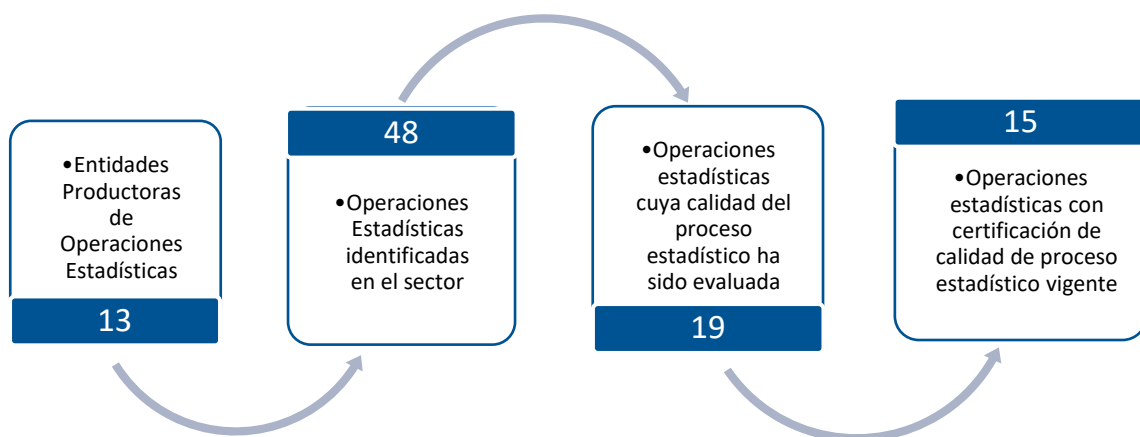 •Entidades
Productoras
de
Operaciones
Estadísticas
13
48
•Operaciones
Estadísticas
identificadas
en el sector
•Operaciones
estadísticas
cuya calidad del
proceso
estadístico ha
sido evaluada
19
15
•Operaciones
estadísticas con
certificación de
calidad de proceso
estadístico vigente